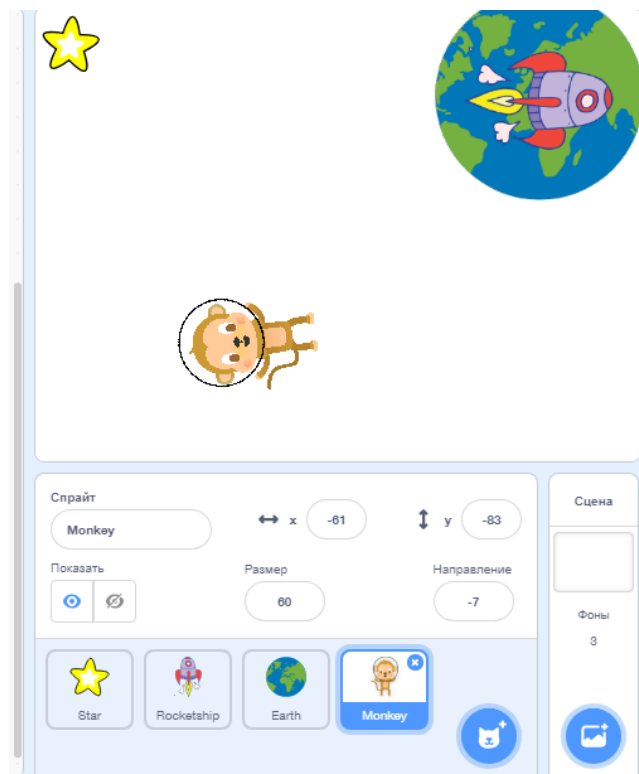 Спрайт
Monkey
x -61
y -83
Показать
Размер
60
Направление
-7
Star
Rocketship
Earth
Monkey
Сцена
Фоны
3